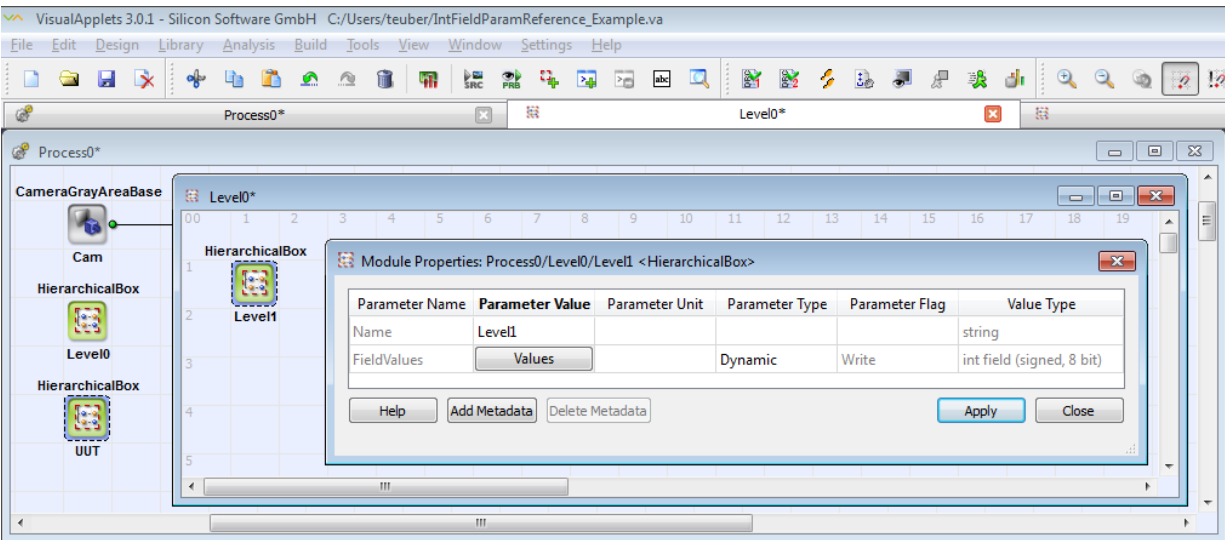 VisualApplets 3.0.1 - Silicon Software GmbH C:/Users/teuber/IntFieldParamReference_Example.va
File Edit Design Library Analysis Build Tools View Window Settings Help
SRC PRB abc
Process0* Level0*
Process0*
CameraGrayAreaBase
Cam
HierarchicalBox
Level0
HierarchicalBox
UUT
Level0*
00 1 2 3 4 5 6 7 8 9 10 11 12 13 14 15 16 17 18 19
1
2
3
4
5
HierarchicalBox
Level1
Module Properties: Process0/Level0/Level1 <HierarchicalBox>
Parameter Name Parameter Value Parameter Unit Parameter Type Parameter Flag Value Type
Name Level1 string
FieldValues Values Dynamic Write int field (signed, 8 bit)
Help Add Metadata Delete Metadata Apply Close